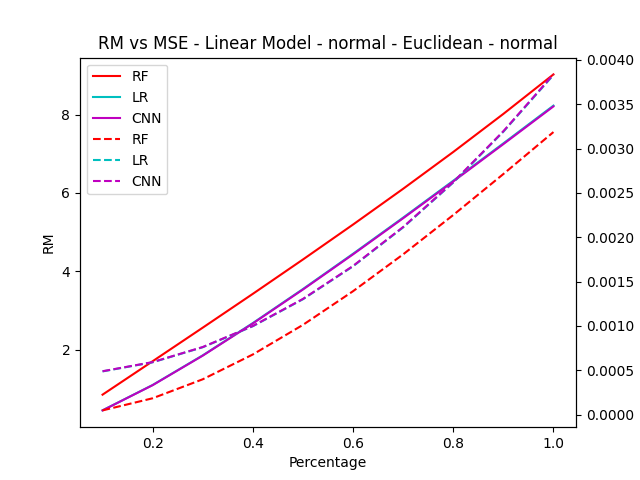 RM vs MSE - Linear Model - normal - Euclidean - normal
RF
LR
CNN
RF
LR
CNN
RM
8
6
4
2
0.0040
0.0035
0.0030
0.0025
0.0020
0.0015
0.0010
0.0005
0.0000
0.2 0.4 0.6 0.8 1.0
Percentage